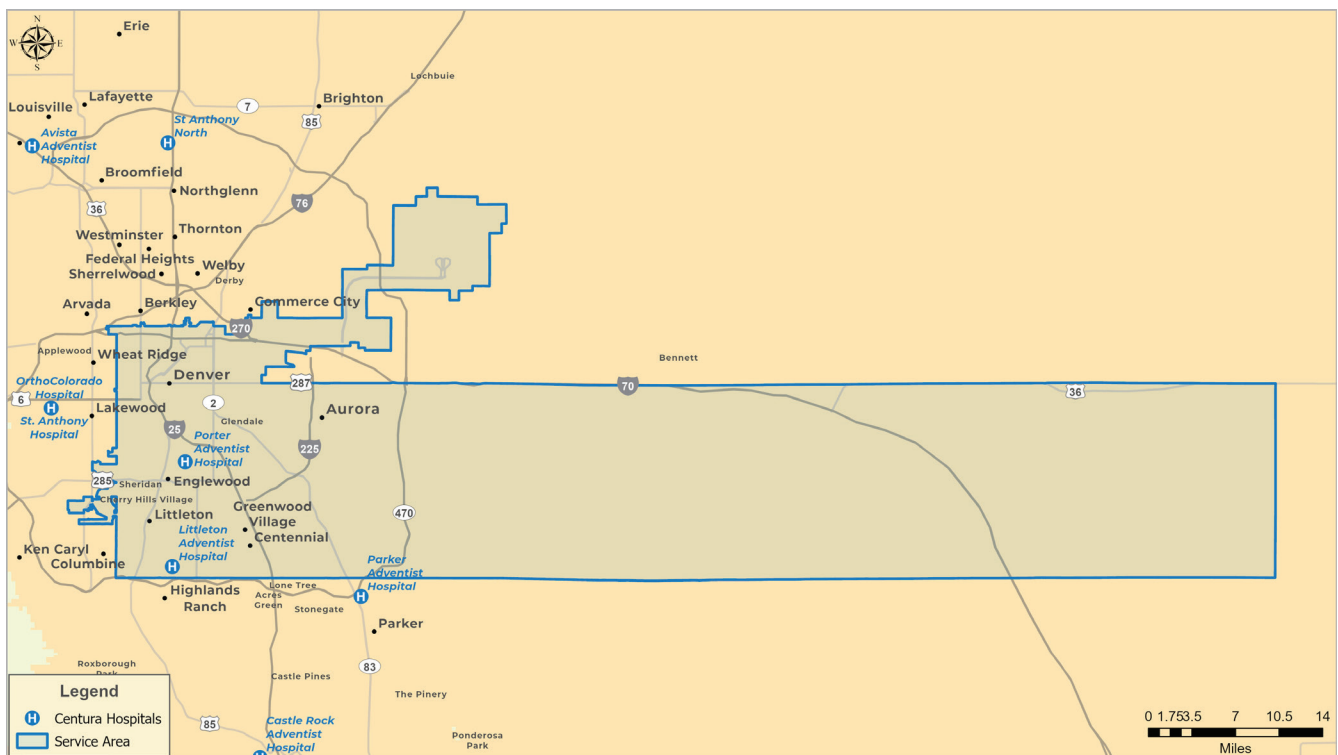 N
W E
S
Erie
Lochbuie
Lafayette
Louisville
7
Brighton
85
St Anthony
North
Avista
Adventist
Hospital
Broomfield
Northglenn
76
36
Thornton
Westminster
Federal Heights
Sherrelwood
Welby
Derby
Arvada
Berkley
Commerce City
270
Applewood
Wheat Ridge
Bennett
Denver
287
70
36
OrthoColorado
Hospital
6
Lakewood
St. Anthony
Hospital
2
Aurora
Glendale
25
225
Porter
Adventist
Hospital
285
Sheridan
Englewood
Cherry Hills Village
Greenwood
Village
470
Littleton
Littleton
Adventist
Hospital
Centennial
Ken Caryl
Columbine
Parker
Adventist
Hospital
Highlands
Ranch
Lone Tree
Acres
Green
Stonegate
Parker
Roxborough
Park
83
Castle Pines
The Pinery
85
Castle Rock
Adventist
Hospital
Ponderosa
Park
Legend
H Centura Hospitals
Service Area
0 1.75 3.5 7 10.5 14
Miles